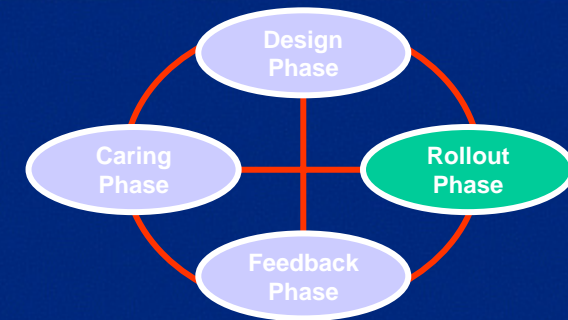 Design
Phase
Caring
Phase
Rollout
Phase
Feedback
Phase